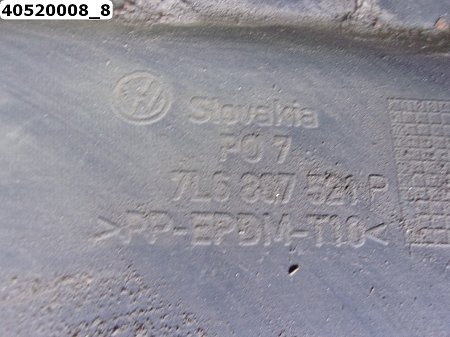 40520008_8
Slovakia
PO 7
7L6 807 521 P
>PP-EPDM-T10<